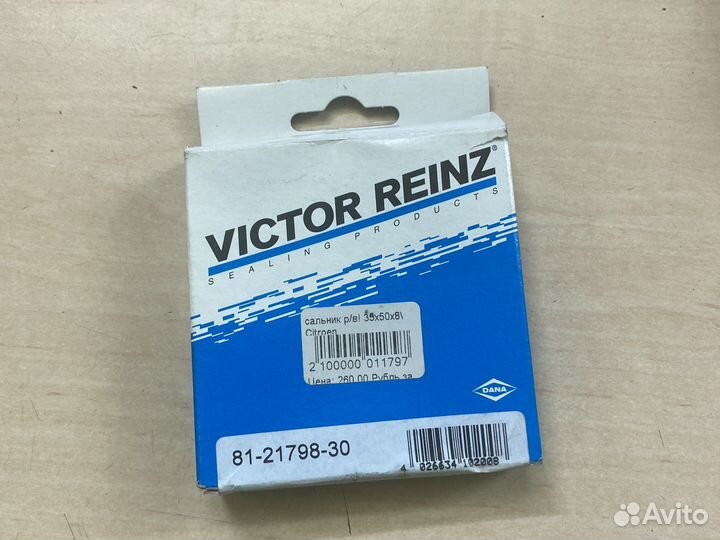 VICTOR REINZ®
SEALING PRODUCTS
сальник р/в! 35x50x8\
Citroen
2 100000 011797
Цена: 260.00 Рубль за
DANA
81-21798-30
4 026634 102008
Avito